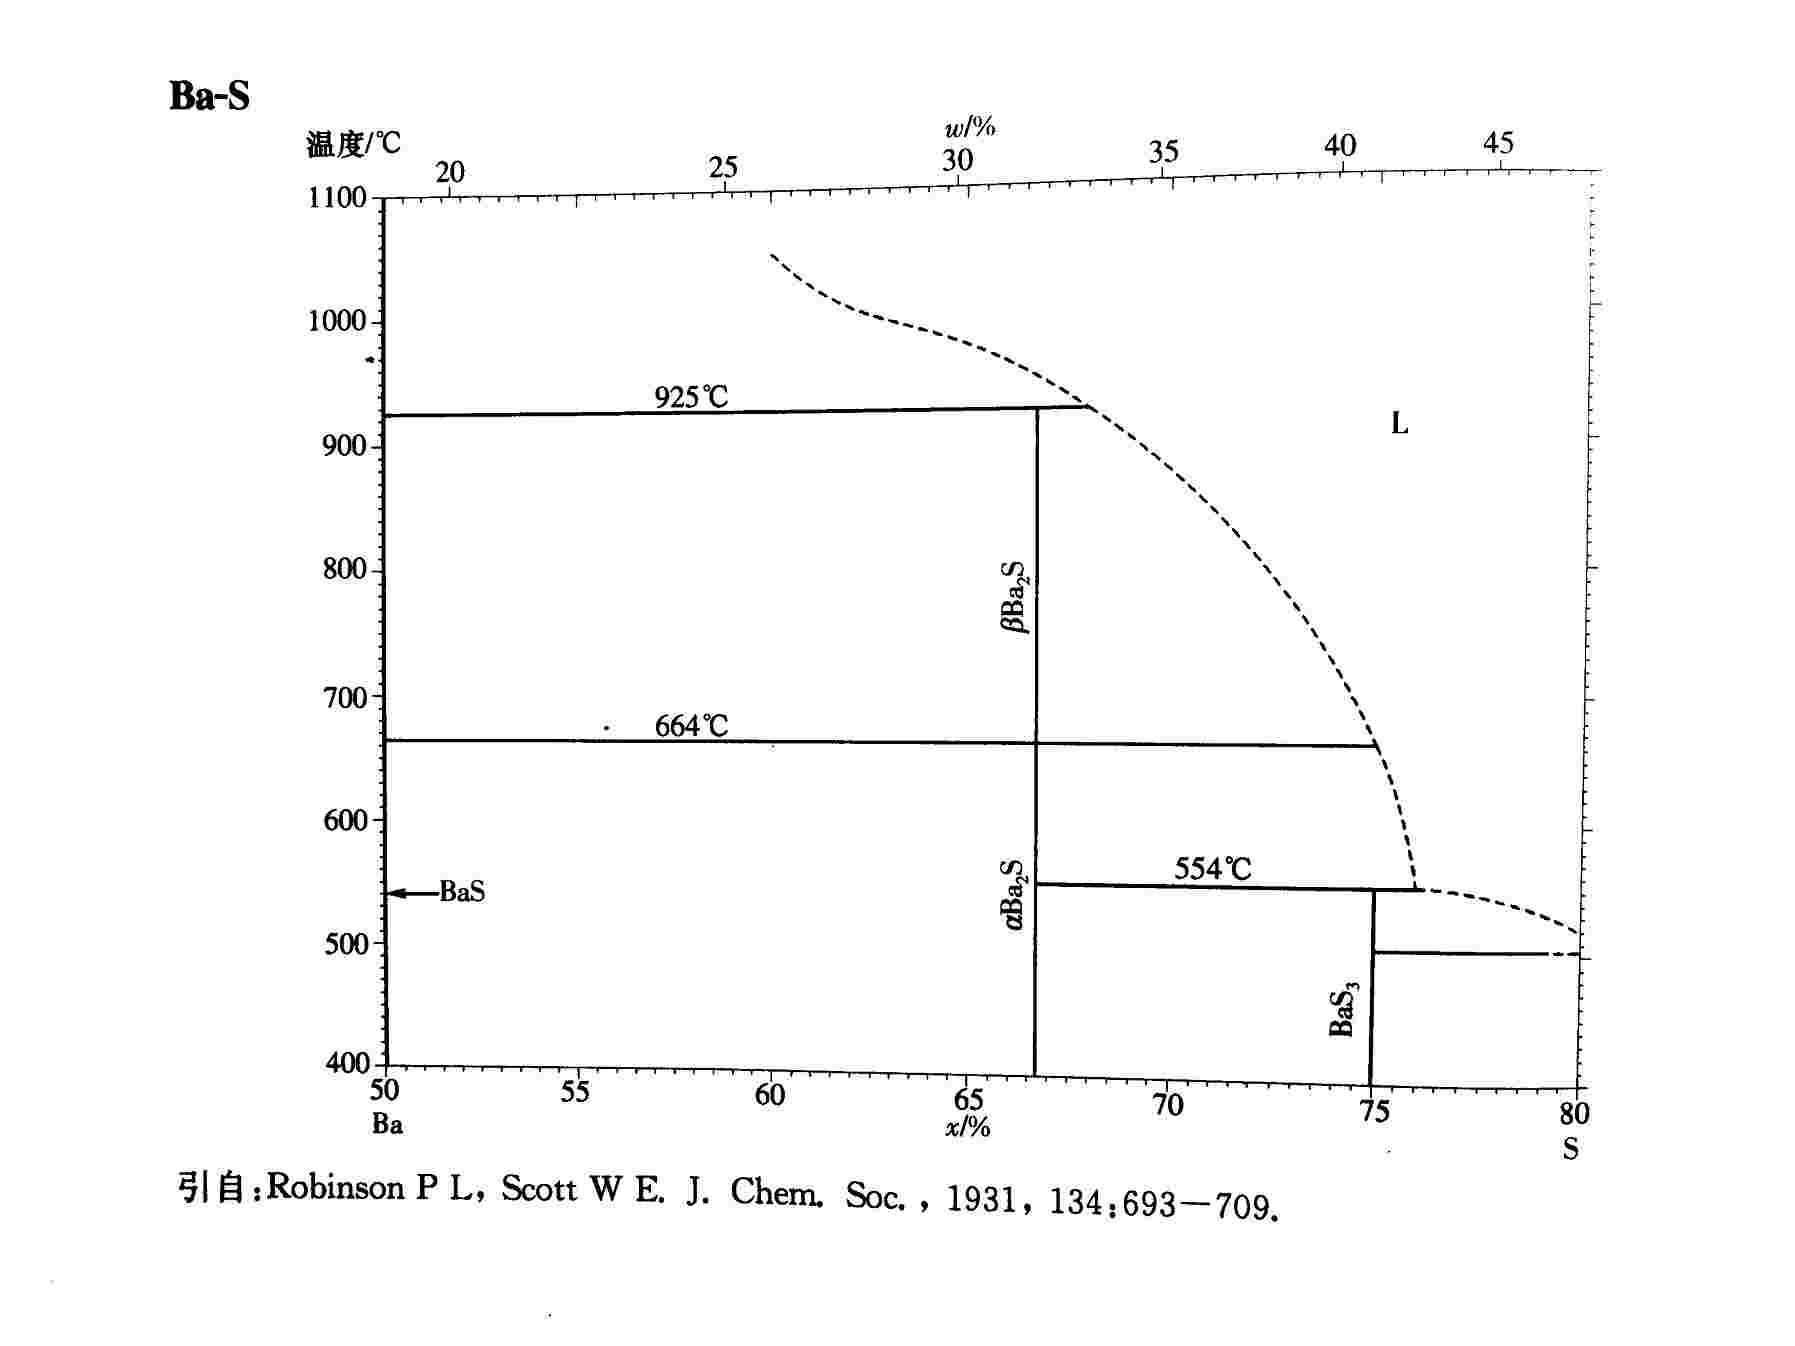 Ba-S
温度/℃
w/%
20 25 30 35 40 45
1100
1000
925℃
L
900
βBa₂S
800
700
664℃
600
αBa₂S
554℃
BaS
500
BaS₃
400
50 55 60 65 70 75 80
Ba x/% S
引自:Robinson P L, Scott W E. J. Chem. Soc., 1931, 134:693—709.